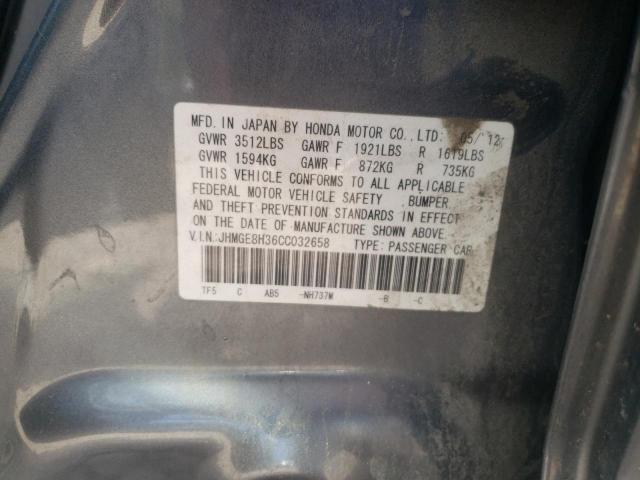 MFD. IN JAPAN BY HONDA MOTOR CO., LTD. 05/'12
GVWR 3512LBS GAWR F 1921LBS R 1619LBS
GVWR 1594KG GAWR F 872KG R 735KG
THIS VEHICLE CONFORMS TO ALL APPLICABLE
FEDERAL MOTOR VEHICLE SAFETY , BUMPER
AND THEFT PREVENTION STANDARDS IN EFFECT
ON THE DATE OF MANUFACTURE SHOWN ABOVE.
V.I.N.:JHMGE8H36CC032658 TYPE: PASSENGER CAR
TF5 C AB5 -NH737M -B -C